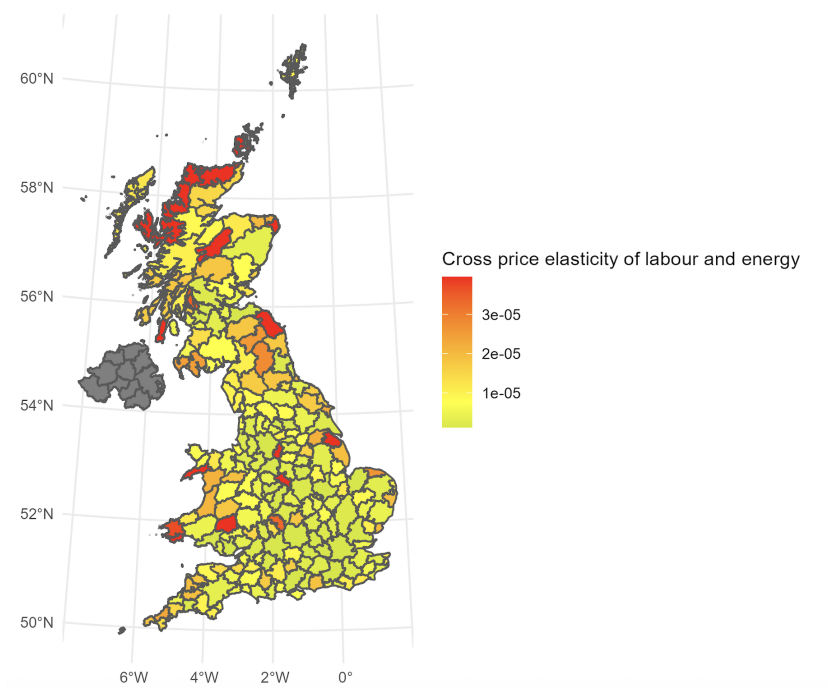 60°N
58°N
56°N
54°N
52°N
50°N
6°W
4°W
2°W
0°
Cross price elasticity of labour and energy
3e-05
2e-05
1e-05